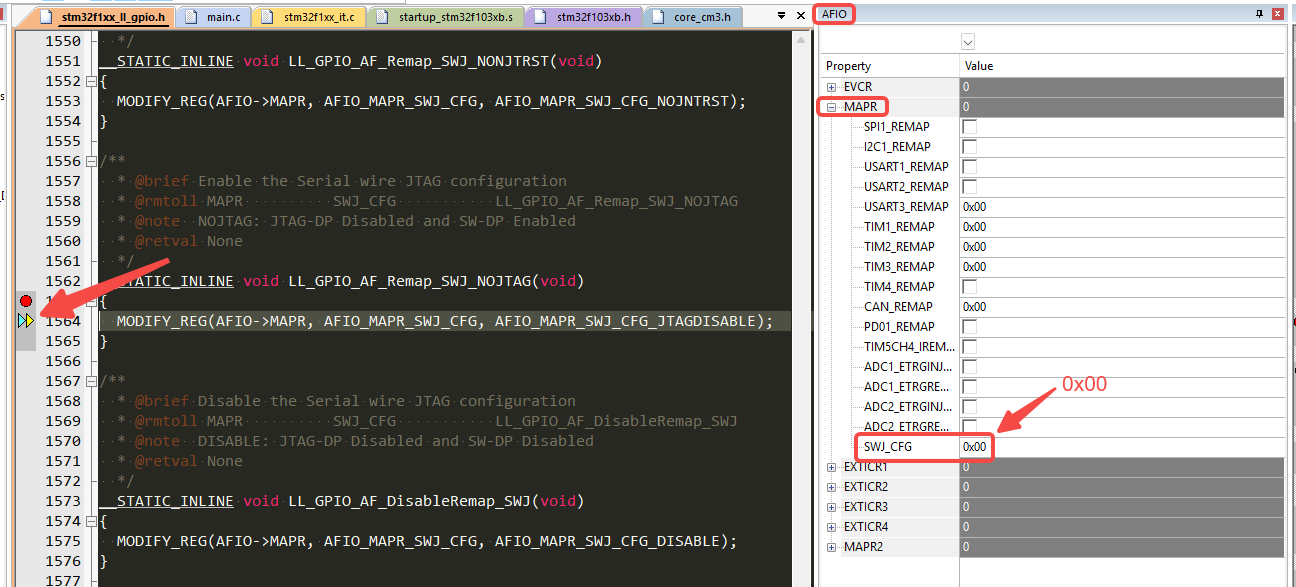 stm32f1xx_ll_gpio.h main.c stm32f1xx_it.c startup_stm32f103xb.s stm32f103xb.h core_cm3.h
1550 */
1551 __STATIC_INLINE void LL_GPIO_AF_Remap_SWJ_NONJTRST(void)
1552 {
1553 MODIFY_REG(AFIO->MAPR, AFIO_MAPR_SWJ_CFG, AFIO_MAPR_SWJ_CFG_NOJNTRST);
1554 }
1555
1556 /**
1557 * @brief Enable the Serial wire JTAG configuration
1558 * @rmtoll MAPR SWJ_CFG LL_GPIO_AF_Remap_SWJ_NOJTAG
1559 * @note NOJTAG: JTAG-DP Disabled and SW-DP Enabled
1560 * @retval None
1561 */
1562 __STATIC_INLINE void LL_GPIO_AF_Remap_SWJ_NOJTAG(void)
{
1564 MODIFY_REG(AFIO->MAPR, AFIO_MAPR_SWJ_CFG, AFIO_MAPR_SWJ_CFG_JTAGDISABLE);
1565 }
1566
1567 /**
1568 * @brief Disable the Serial wire JTAG configuration
1569 * @rmtoll MAPR SWJ_CFG LL_GPIO_AF_DisableRemap_SWJ
1570 * @note DISABLE: JTAG-DP Disabled and SW-DP Disabled
1571 * @retval None
1572 */
1573 __STATIC_INLINE void LL_GPIO_AF_DisableRemap_SWJ(void)
1574 {
1575 MODIFY_REG(AFIO->MAPR, AFIO_MAPR_SWJ_CFG, AFIO_MAPR_SWJ_CFG_DISABLE);
1576 }
1577
AFIO
Property Value
EVCR 0
MAPR 0
SPI1_REMAP
I2C1_REMAP
USART1_REMAP
USART2_REMAP
USART3_REMAP 0x00
TIM1_REMAP 0x00
TIM2_REMAP 0x00
TIM3_REMAP 0x00
TIM4_REMAP
CAN_REMAP 0x00
PD01_REMAP
TIM5CH4_IREM...
ADC1_ETRGINJ...
ADC1_ETRGRE...
ADC2_ETRGINJ...
ADC2_ETRGRE...
0x00
SWJ_CFG 0x00
EXTICR1 0
EXTICR2 0
EXTICR3 0
EXTICR4 0
MAPR2 0